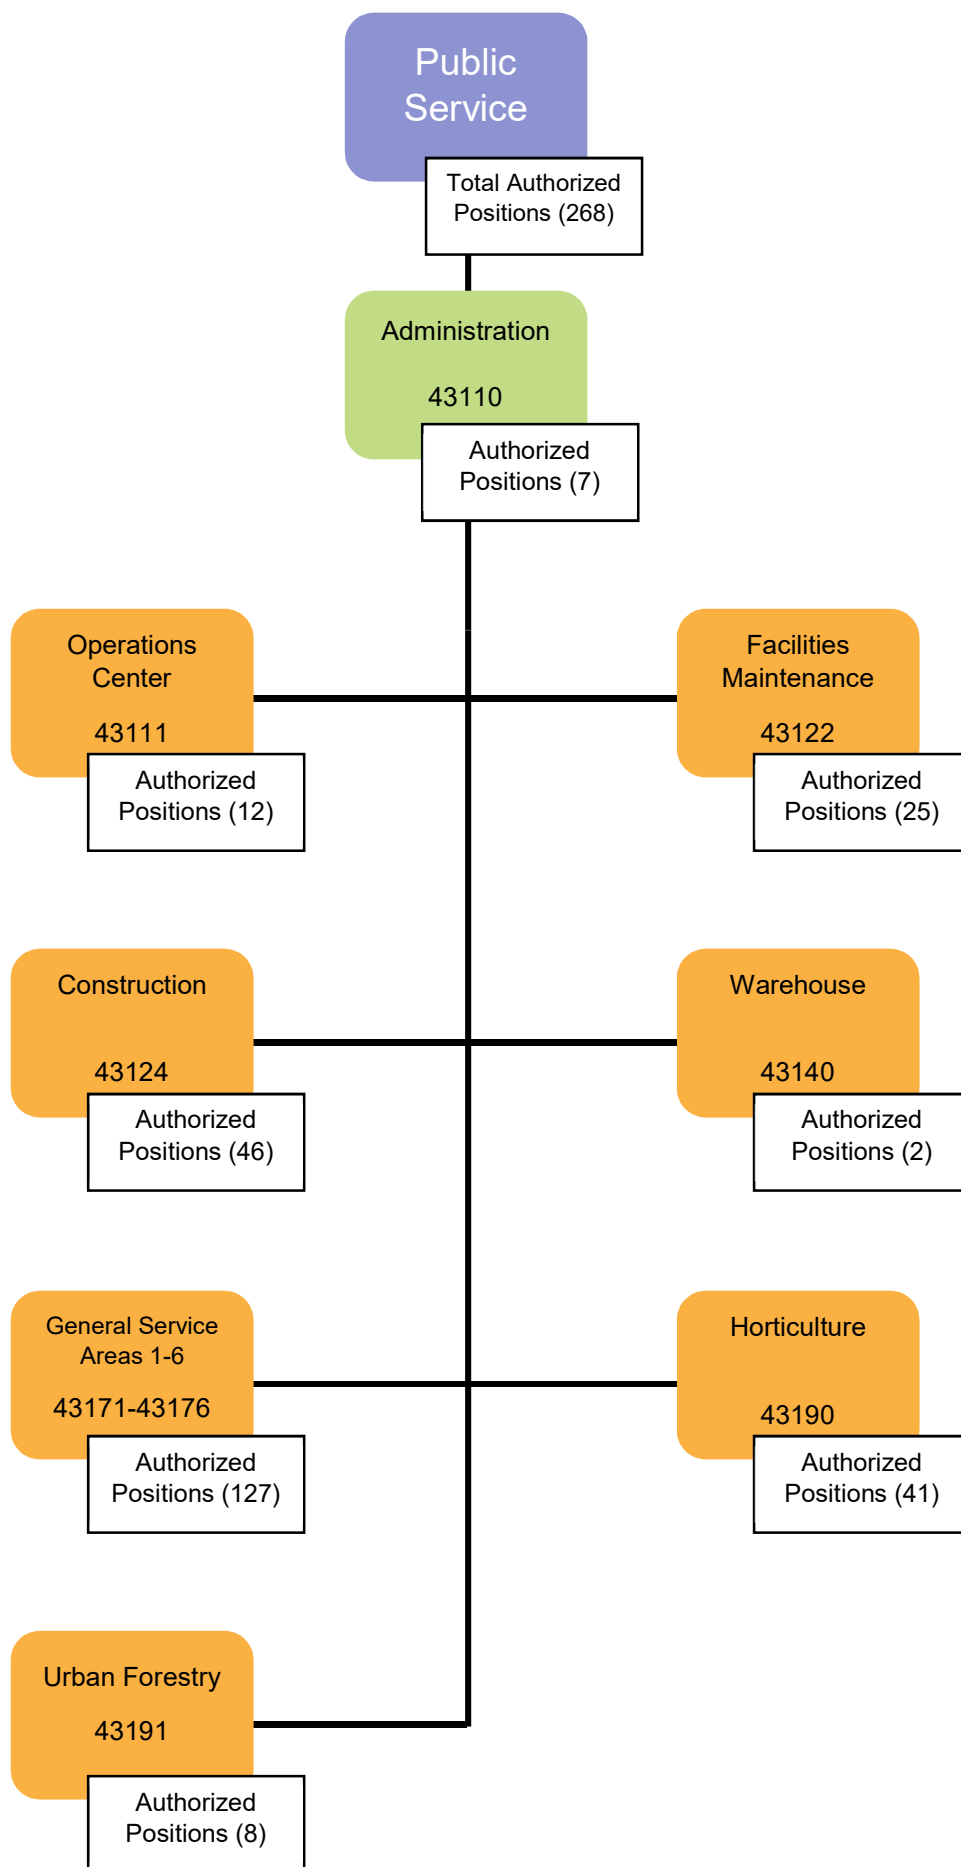 Public
Service
Total Authorized
Positions (268)
Administration
43110
Authorized
Positions (7)
Operations
Center
43111
Authorized
Positions (12)
Facilities
Maintenance
43122
Authorized
Positions (25)
Construction
43124
Authorized
Positions (46)
Warehouse
43140
Authorized
Positions (2)
General Service
Areas 1-6
43171-43176
Authorized
Positions (127)
Horticulture
43190
Authorized
Positions (41)
Urban Forestry
43191
Authorized
Positions (8)